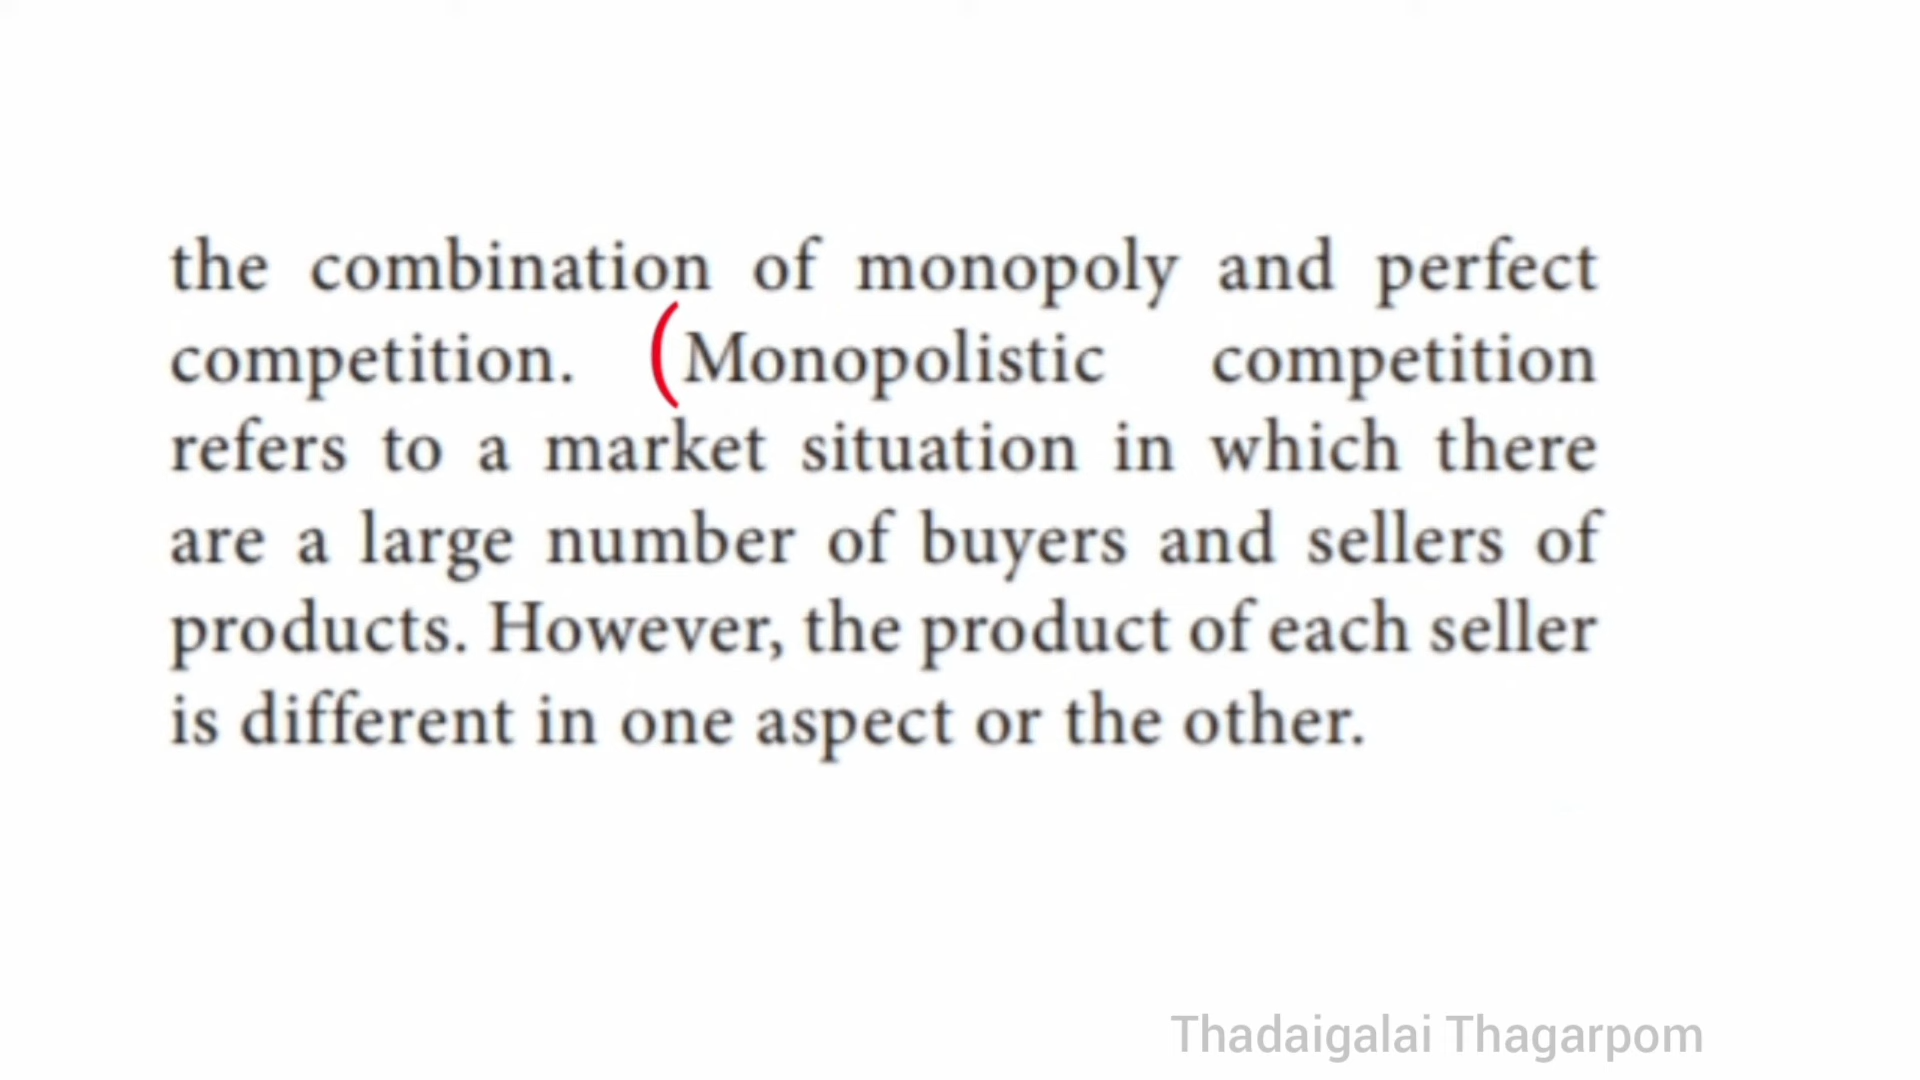 the combination of monopoly and perfect
competition. (Monopolistic competition
refers to a market situation in which there
are a large number of buyers and sellers of
products. However, the product of each seller
is different in one aspect or the other.
Thadaigalai Thagarpom